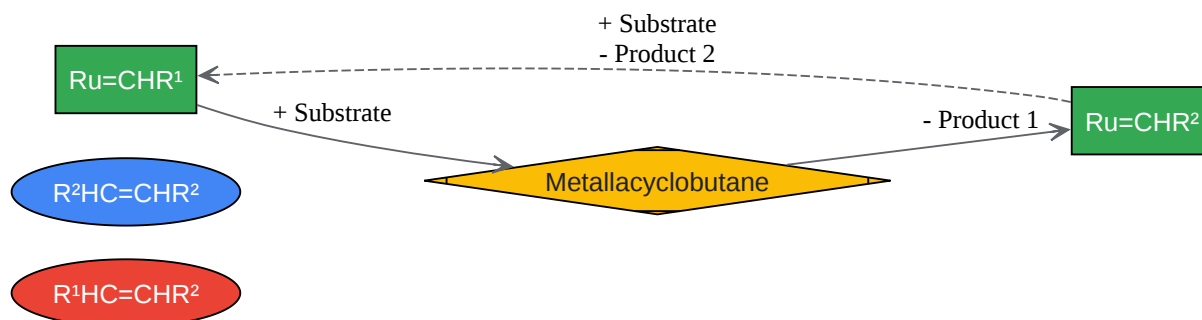 + Substrate
- Product 2
Ru=CHR¹
+ Substrate
- Product 1
Ru=CHR²
Metallacyclobutane
R²HC=CHR²
R¹HC=CHR²